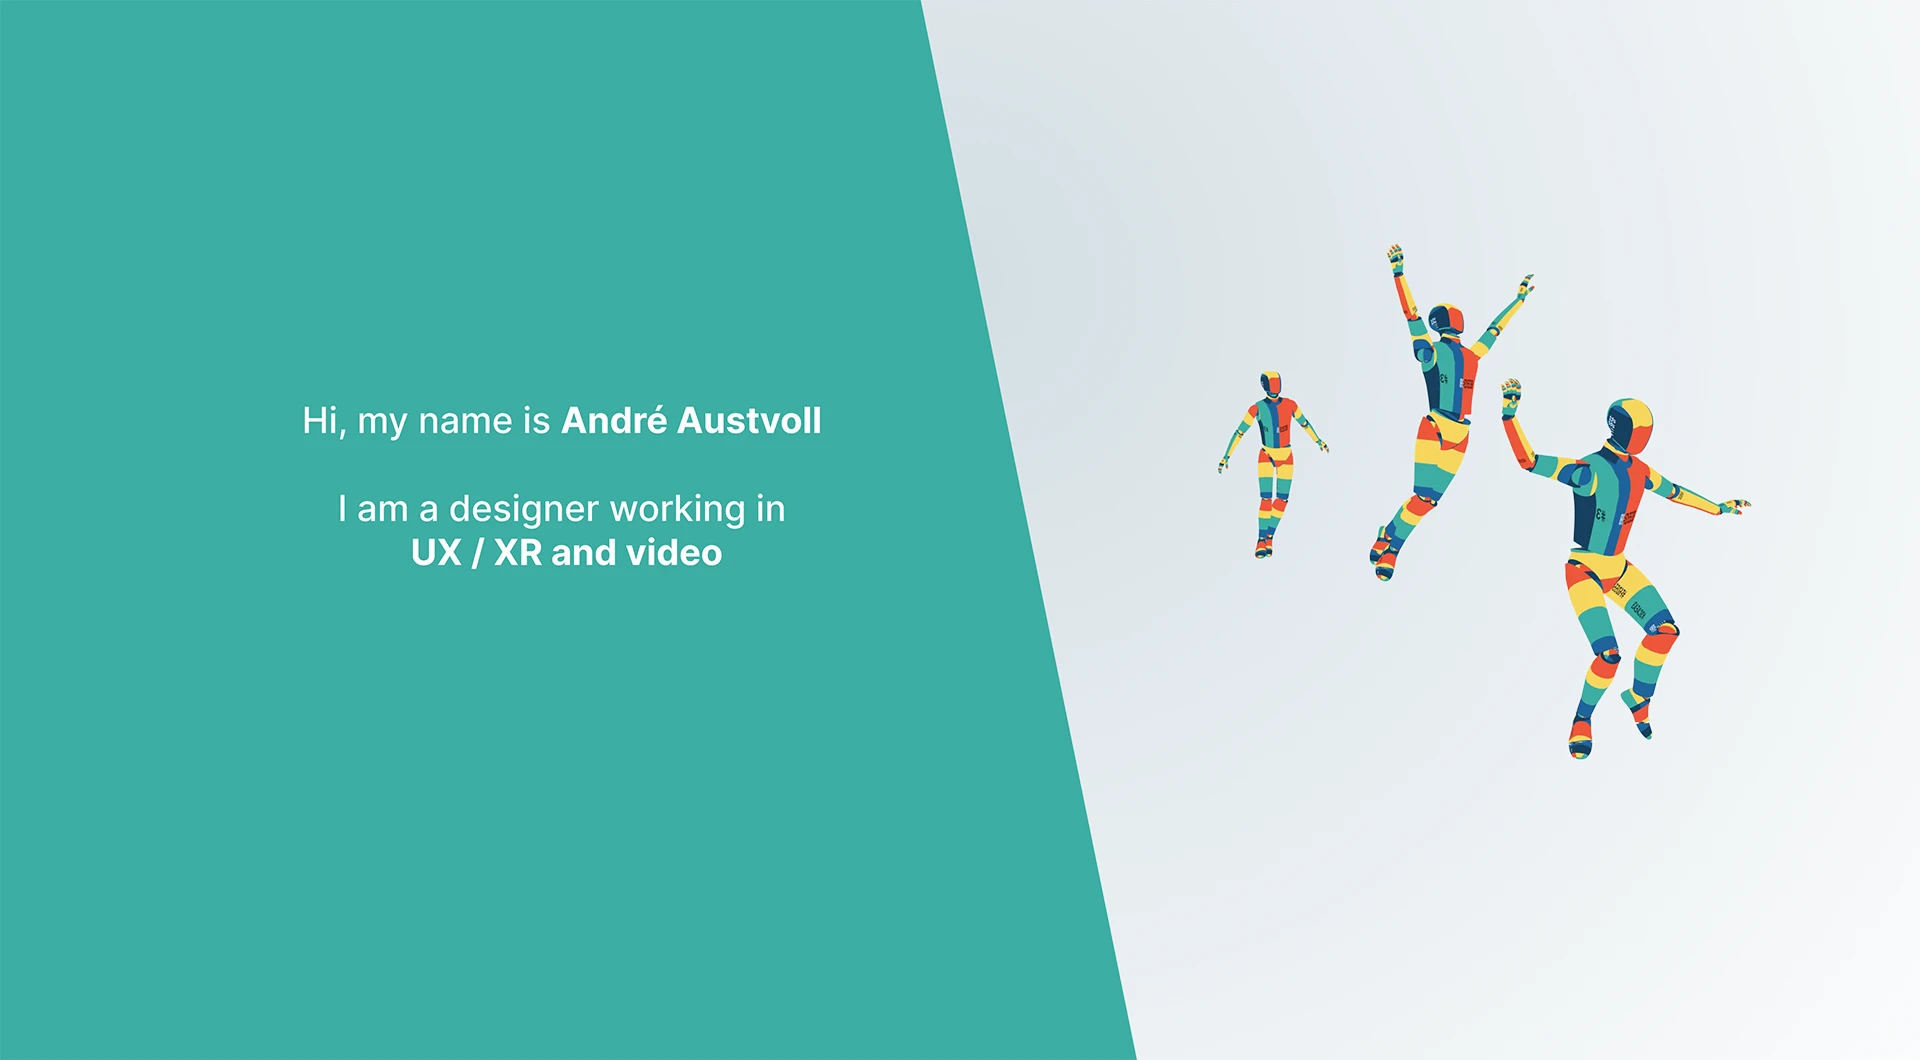 Hi, my name is André Austvoll
I am a designer working in
UX / XR and video